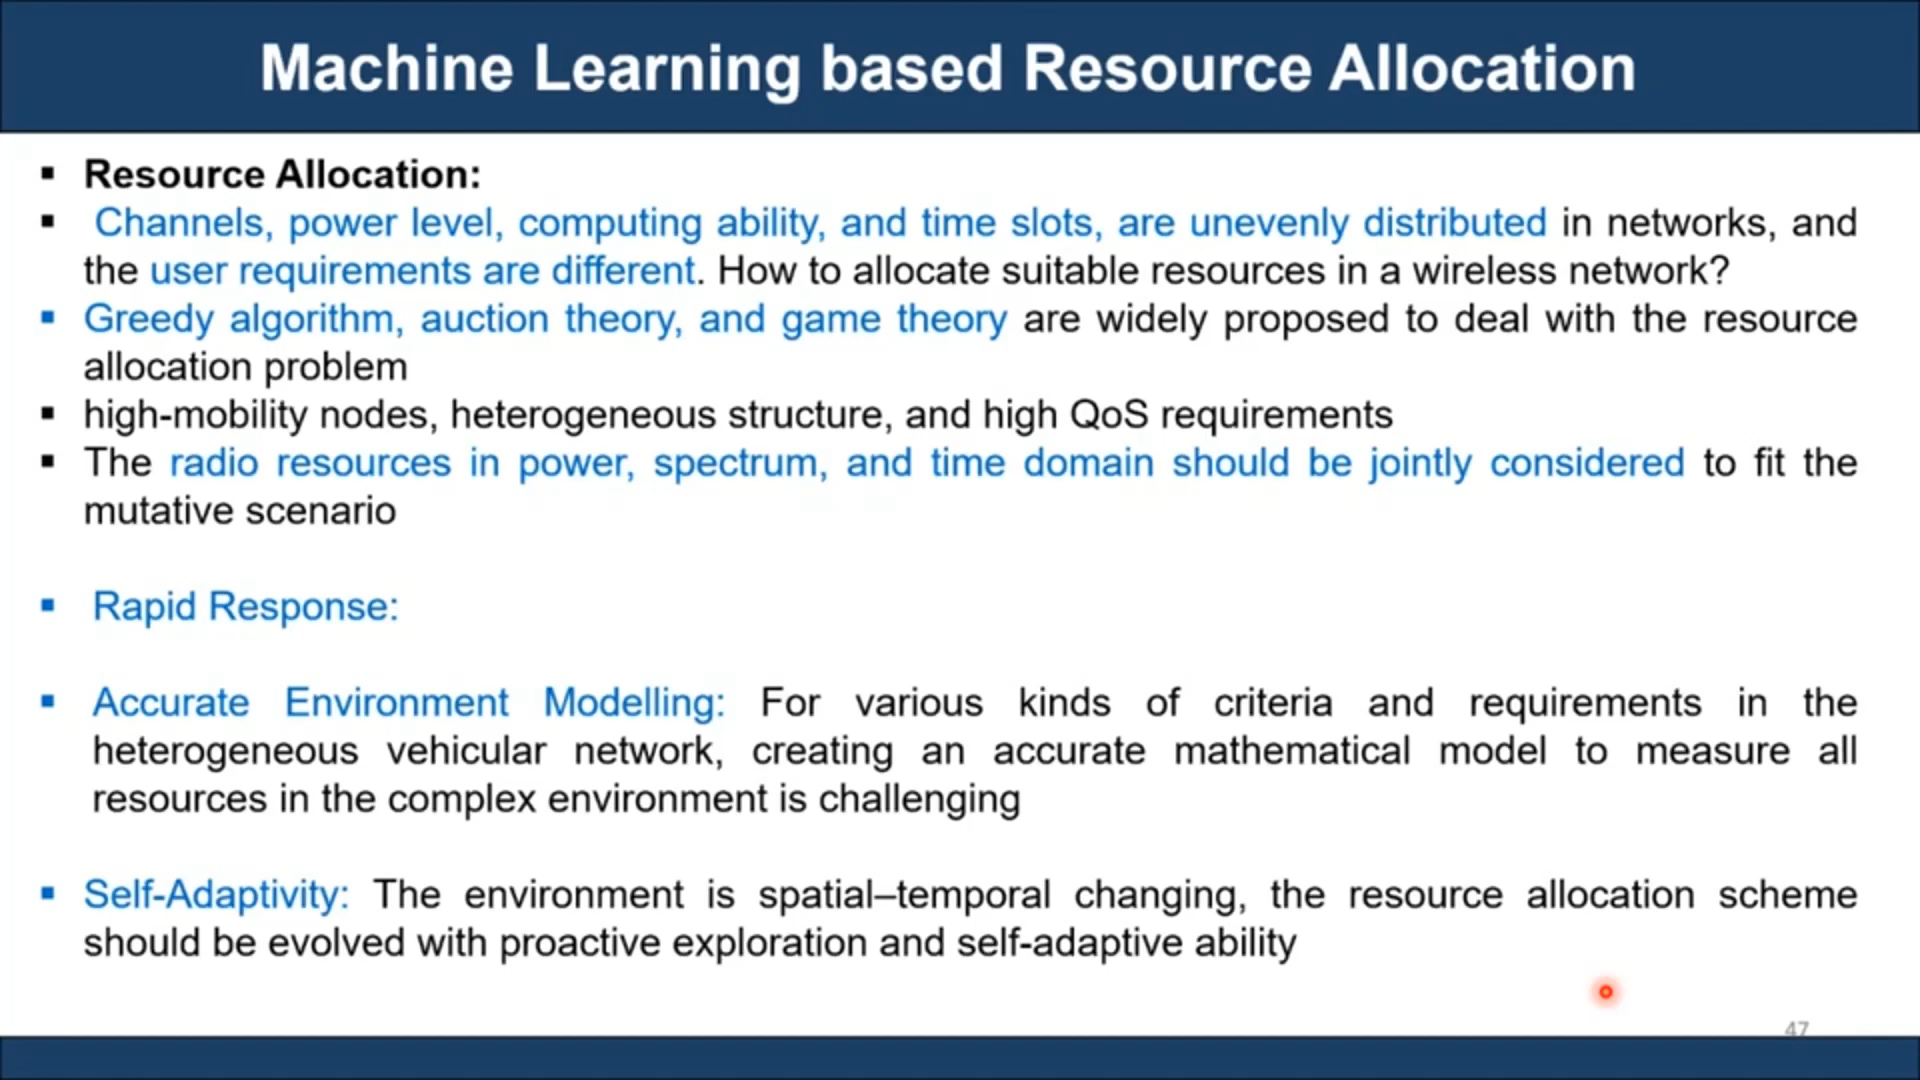 Machine Learning based Resource Allocation
▪ Resource Allocation:
▪ Channels, power level, computing ability, and time slots, are unevenly distributed in networks, and
the user requirements are different. How to allocate suitable resources in a wireless network?
▪ Greedy algorithm, auction theory, and game theory are widely proposed to deal with the resource
allocation problem
▪ high-mobility nodes, heterogeneous structure, and high QoS requirements
▪ The radio resources in power, spectrum, and time domain should be jointly considered to fit the
mutative scenario
▪ Rapid Response:
▪ Accurate Environment Modelling: For various kinds of criteria and requirements in the
heterogeneous vehicular network, creating an accurate mathematical model to measure all
resources in the complex environment is challenging
▪ Self-Adaptivity: The environment is spatial–temporal changing, the resource allocation scheme
should be evolved with proactive exploration and self-adaptive ability
47